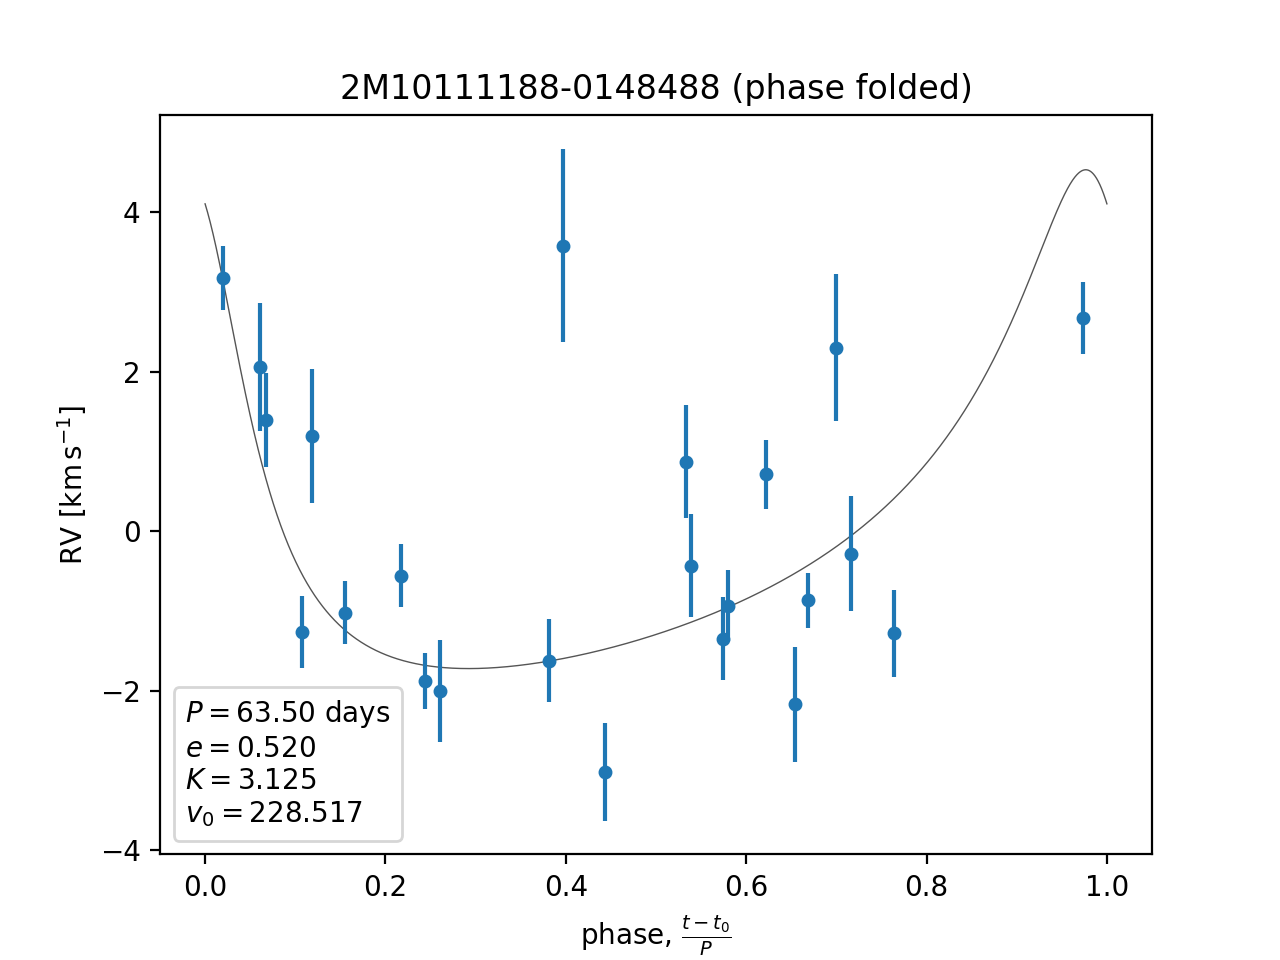 2M10111188-0148488 (phase folded)
RV [km s⁻¹]
4
2
0
−2
−4
P = 63.50 days
e = 0.520
K = 3.125
v₀ = 228.517
0.0 0.2 0.4 0.6 0.8 1.0
phase, (t − t₀)/P